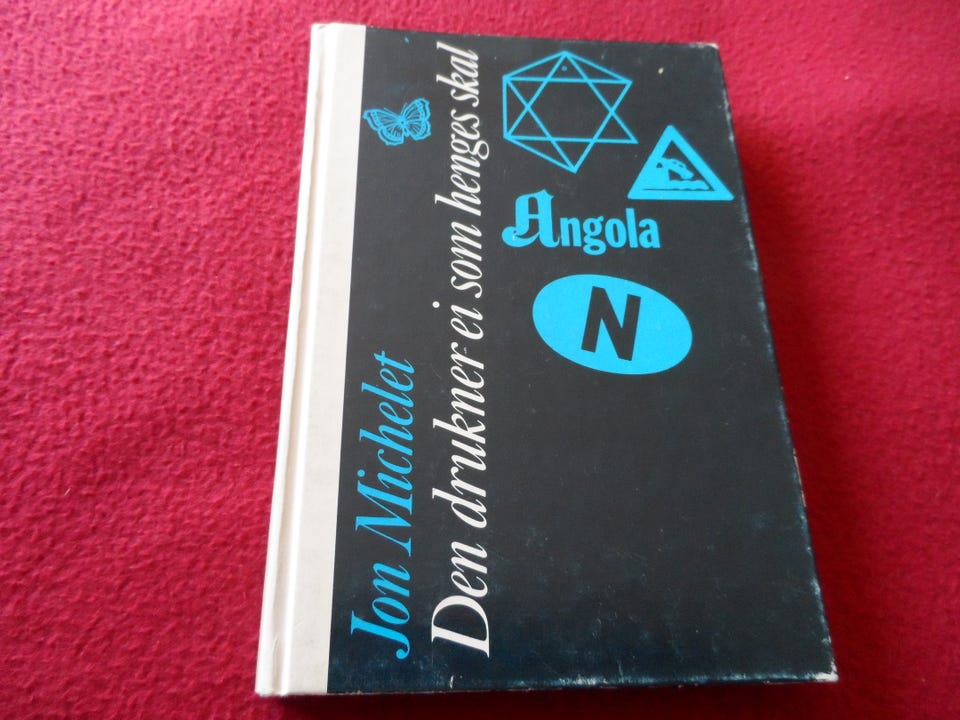 Jon Michelet
Den drukner ei som henges skal
Angola
N